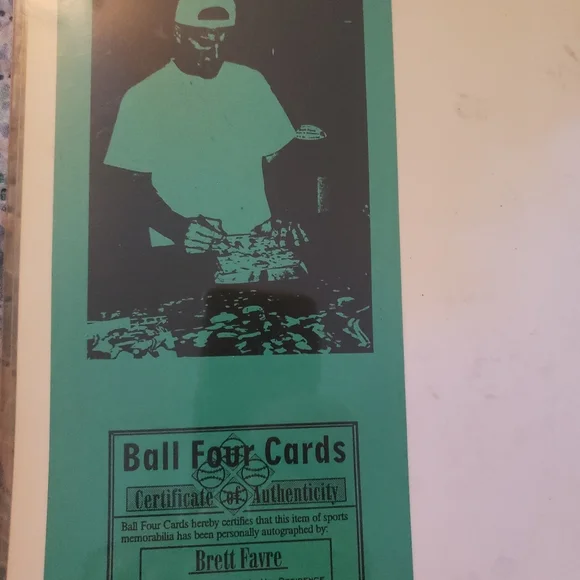 Ball Four Cards
Certificate of Authenticity
Ball Four Cards hereby certifies that this item of sports
memorabilia has been personally autographed by:
Brett Favre